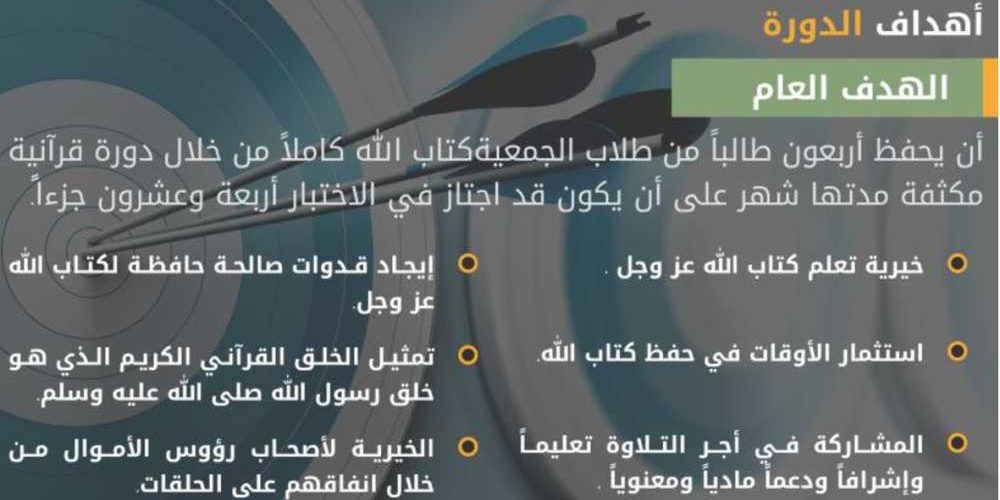 أهداف الدورة
الهدف العام
أن يحفظ أربعون طالباً من طلاب الجمعيةكتاب الله كاملاً من خلال دورة قرآنية
مكثفة مدتها شهر على أن يكون قد اجتاز في الاختبار أربعة وعشرون جزءاً.
خيرية تعلم كتاب الله عز وجل .
استثمار الأوقات في حفظ كتاب الله.
المشاركة في أجر التلاوة تعليماً
وإشرافاً ودعماً مادياً ومعنوياً .
إيجاد قدوات صالحة حافظة لكتاب الله
عز وجل.
تمثيل الخلق القرآني الكريم الذي هو
خلق رسول الله صلى الله عليه وسلم.
الخيرية لأصحاب رؤوس الأموال من
خلال انفاقهم على الحلقات.